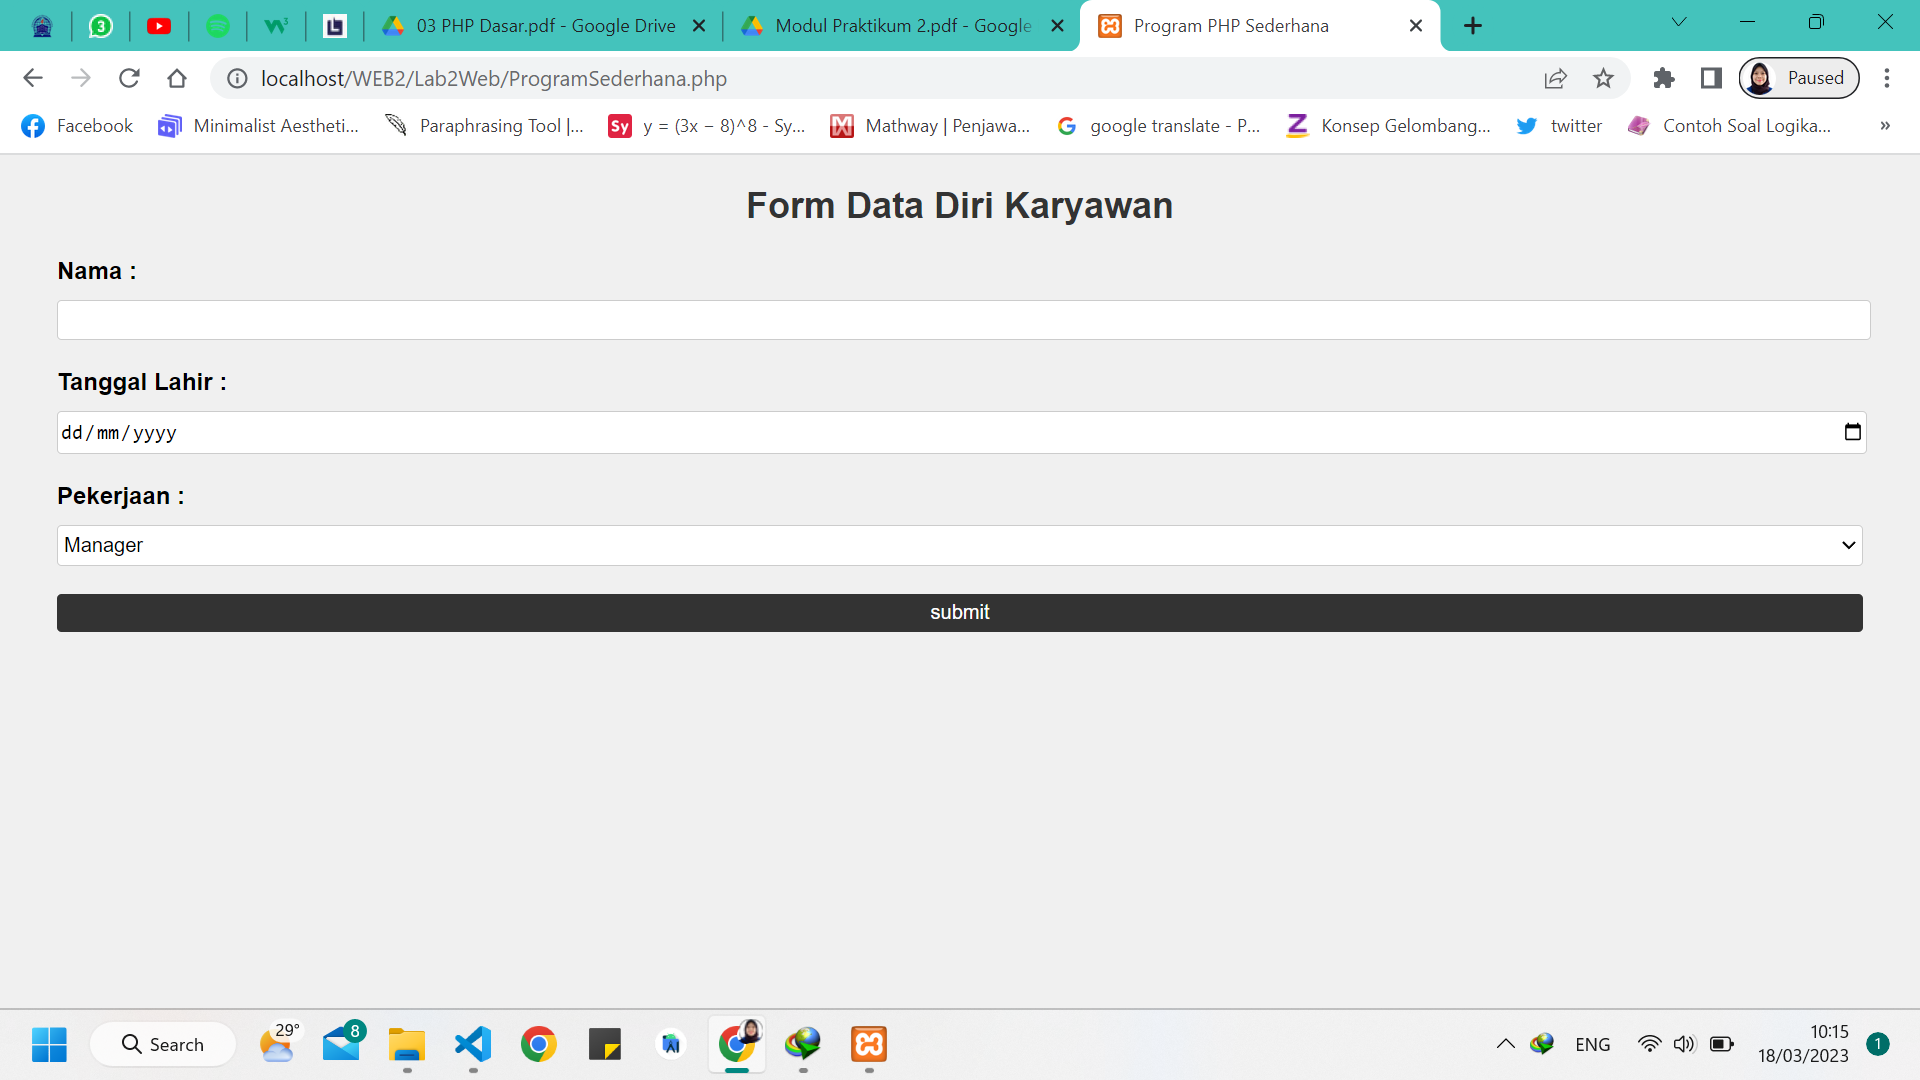 3
03 PHP Dasar.pdf - Google Drive
Modul Praktikum 2.pdf - Google
Program PHP Sederhana
localhost/WEB2/Lab2Web/ProgramSederhana.php
Paused
Facebook
Minimalist Aestheti...
Paraphrasing Tool |...
Sy
y = (3x − 8)^8 - Sy...
Mathway | Penjawa...
google translate - P...
Z
Konsep Gelombang...
twitter
Contoh Soal Logika...
»
Form Data Diri Karyawan
Nama :
Tanggal Lahir :
dd/mm/yyyy
Pekerjaan :
Manager
submit
Search
29°
8
ENG
10:15
18/03/2023
1